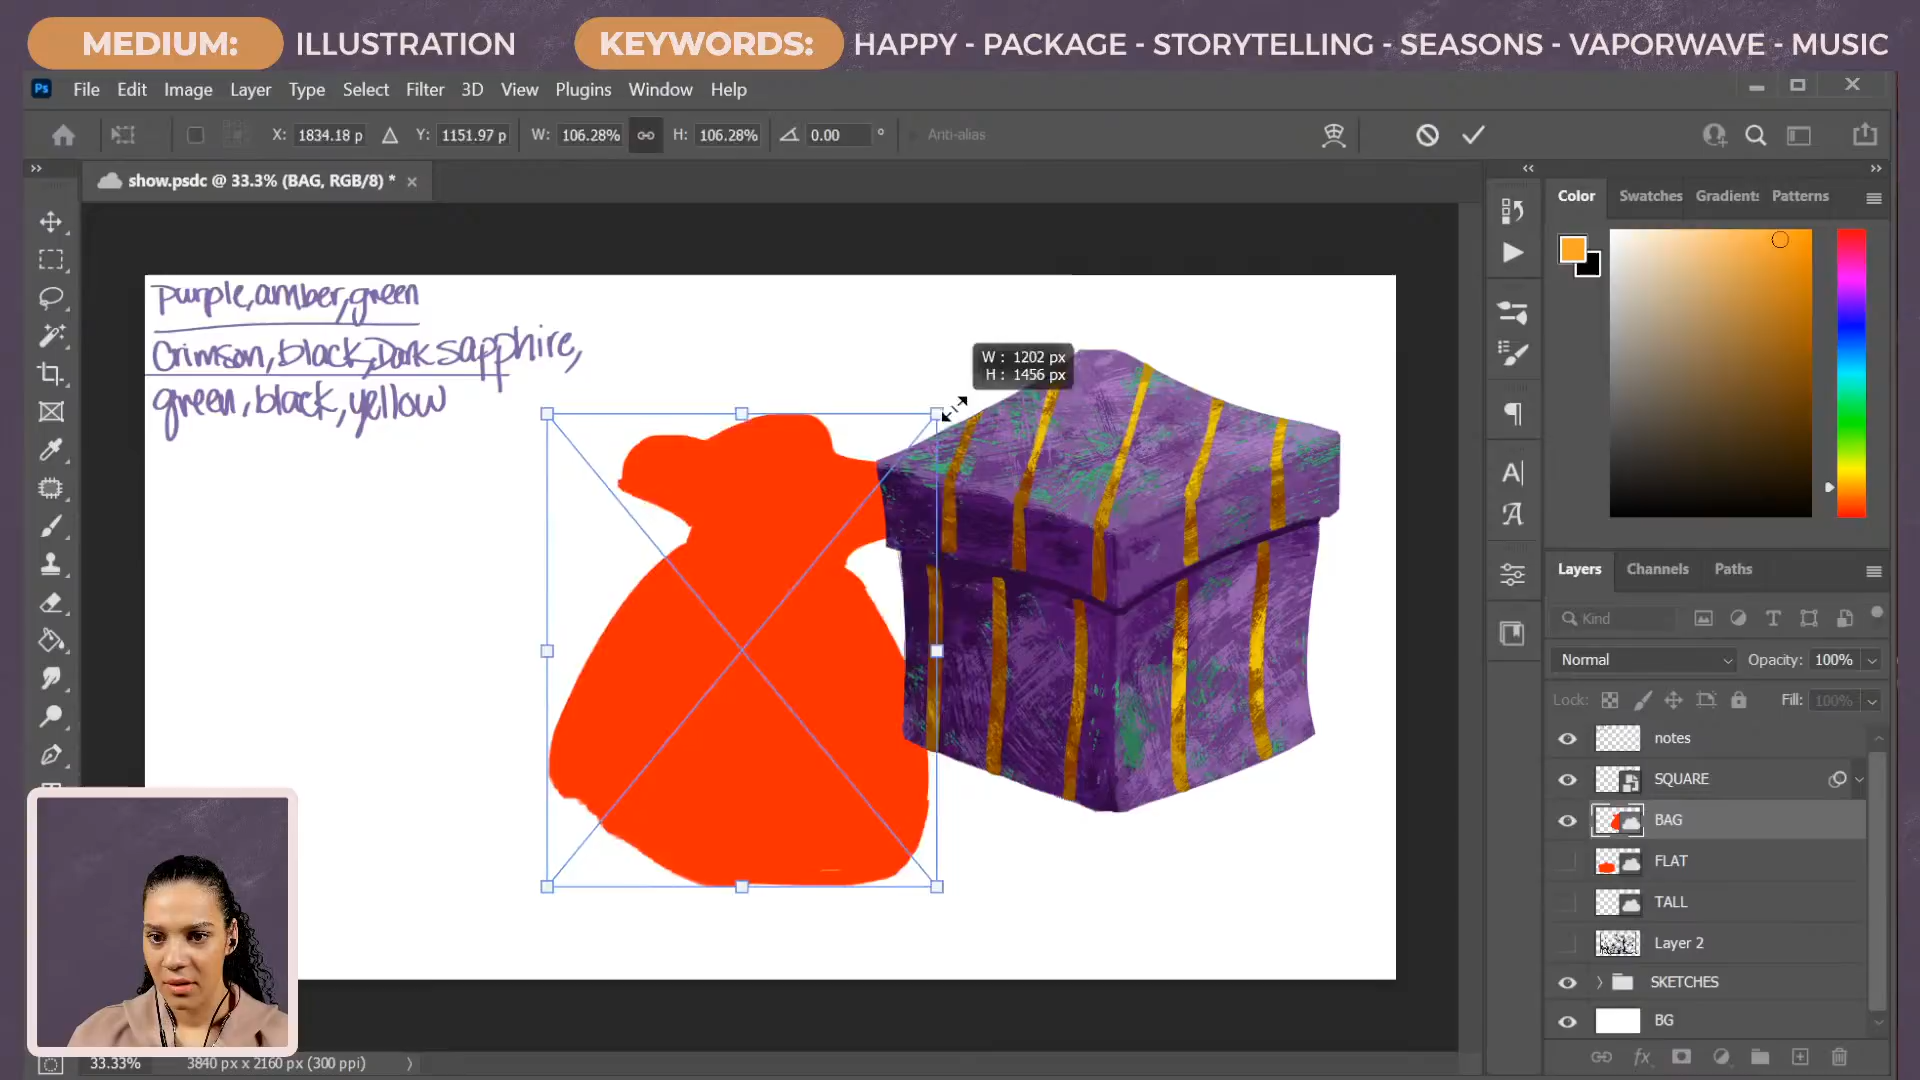 MEDIUM: ILLUSTRATION KEYWORDS: HAPPY - PACKAGE - STORYTELLING - SEASONS - VAPORWAVE - MUSIC
Ps File Edit Image Layer Type Select Filter 3D View Plugins Window Help
X: 1834.18 p Y: 1151.97 p W: 106.28% H: 106.28% 0.00 ° Anti-alias
show.psdc @ 33.3% (BAG, RGB/8) *
purple, amber, green
Crimson, black, Dark sapphire,
green, black, yellow
W: 1202 px
H: 1456 px
Color Swatches Gradients Patterns
Layers Channels Paths
Kind
Normal Opacity: 100%
Lock: Fill: 100%
notes
SQUARE
BAG
FLAT
TALL
Layer 2
SKETCHES
BG
fx
33.33% 3840 px x 2160 px (300 ppi)